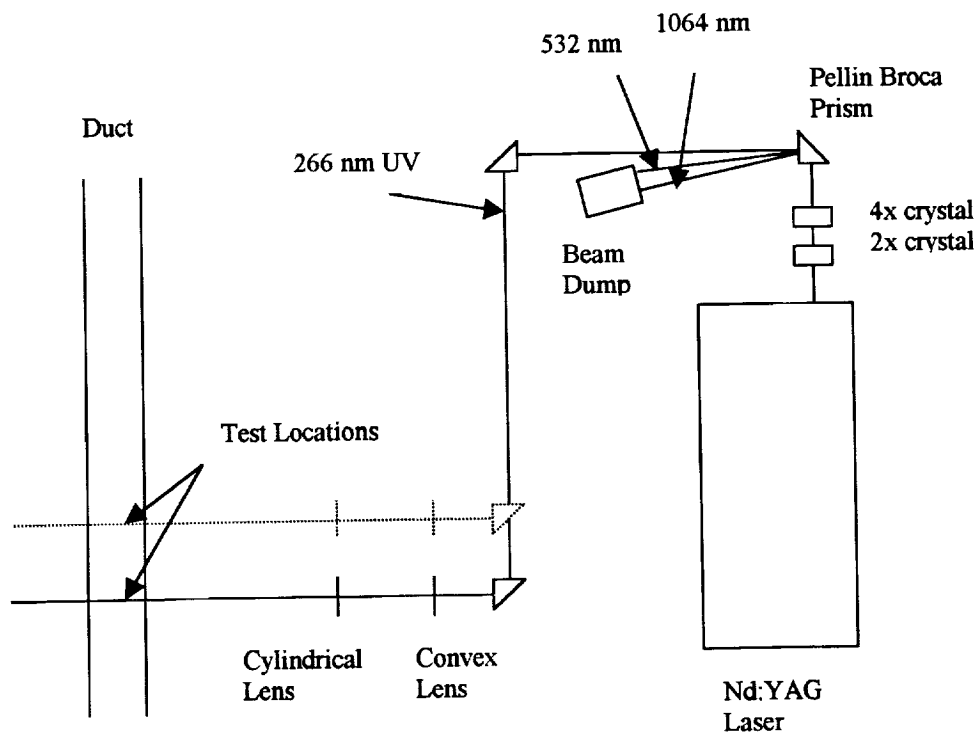 1064 nm
532 nm
Pellin Broca
Prism
Duct
266 nm UV
4x crystal
2x crystal
Beam
Dump
Test Locations
Cylindrical
Lens
Convex
Lens
Nd:YAG
Laser